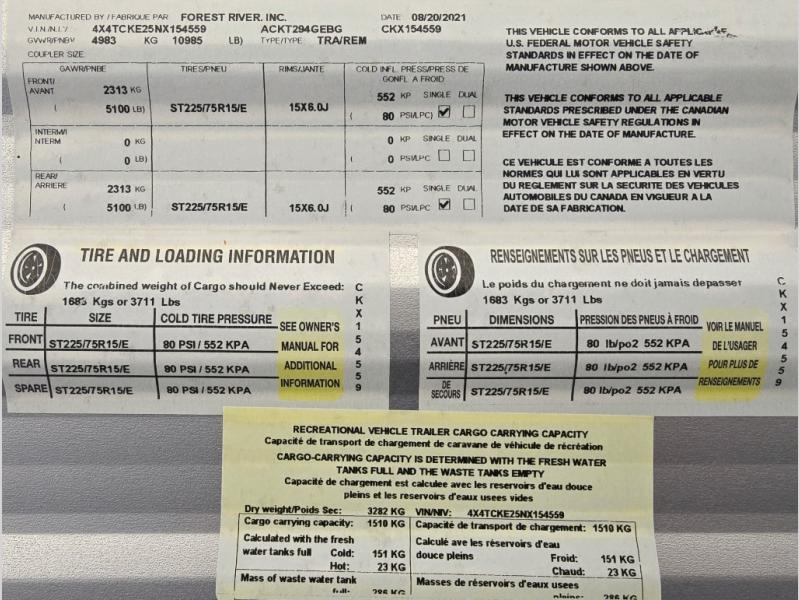 MANUFACTURED BY / FABRIQUE PAR FOREST RIVER, INC. DATE 08/20/2021
V.I.N./N.I.V. 4X4TCKE25NX154559 ACKT294GEBG CKX154559
GVWR/PNBV 4983 KG 10985 LB) TYPE/TYPE TRA/REM
COUPLER SIZE
GAWR/PNBE TIRES/PNEU RIMS/JANTE COLD INFL. PRESS/PRESS DE GONFL A FROID
FRONT/ AVANT 2313 KG 552 KP SINGLE DUAL
( 5100 LB) ST225/75R15/E 15X6.0J ( 80 PSI/LPC)
INTERM/I NTERM 0 KG 0 KP SINGLE DUAL
( 0 LB) ( 0 PSI/LPC
REAR/ ARRIERE 2313 KG 552 KP SINGLE DUAL
( 5100 LB) ST225/75R15/E 15X6.0J ( 80 PSI/LPC
THIS VEHICLE CONFORMS TO ALL
U.S. FEDERAL MOTOR VEHICLE SAFETY
STANDARDS IN EFFECT ON THE DATE OF
MANUFACTURE SHOWN ABOVE.
THIS VEHICLE CONFORMS TO ALL APPLICABLE
STANDARDS PRESCRIBED UNDER THE CANADIAN
MOTOR VEHICLE SAFETY REGULATIONS IN
EFFECT ON THE DATE OF MANUFACTURE.
CE VEHICULE EST CONFORME A TOUTES LES
NORMES QUI LUI SONT APPLICABLES EN VERTU
DU REGLEMENT SUR LA SECURITE DES VEHICULES
AUTOMOBILES DU CANADA EN VIGUEUR A LA
DATE DE SA FABRICATION.
TIRE AND LOADING INFORMATION
The combined weight of Cargo should Never Exceed:
1683 Kgs or 3711 Lbs
TIRE SIZE COLD TIRE PRESSURE
FRONT ST225/75R15/E 80 PSI / 552 KPA
REAR ST225/75R15/E 80 PSI / 552 KPA
SPARE ST225/75R15/E 80 PSI / 552 KPA
SEE OWNER'S
MANUAL FOR
ADDITIONAL
INFORMATION
CKX154559
RENSEIGNEMENTS SUR LES PNEUS ET LE CHARGEMENT
Le poids du chargement ne doit jamais depasser
1683 Kgs or 3711 Lbs
PNEU DIMENSIONS PRESSION DES PNEUS À FROID
AVANT ST225/75R15/E 80 lb/po2 552 KPA
ARRIÈRE ST225/75R15/E 80 lb/po2 552 KPA
DE SECOURS ST225/75R15/E 80 lb/po2 552 KPA
VOIR LE MANUEL
DE L'USAGER
POUR PLUS DE
RENSEIGNEMENTS
CKX154559
RECREATIONAL VEHICLE TRAILER CARGO CARRYING CAPACITY
Capacité de transport de chargement de caravane de véhicule de récréation
CARGO-CARRYING CAPACITY IS DETERMINED WITH THE FRESH WATER
TANKS FULL AND THE WASTE TANKS EMPTY
Capacité de chargement est calculee avec les reservoirs d'eau douce
pleins et les reservoirs d'eaux usees vides
Dry weight/Poids Sec: 3282 KG VIN/NIV: 4X4TCKE25NX154559
Cargo carrying capacity: 1510 KG
Calculated with the fresh
water tanks full Cold: 151 KG
Hot: 23 KG
Mass of waste water tank
full: 286 KG
Capacité de transport de chargement: 1510 KG
Calculé ave les rèservoirs d'eau
douce pleins Froid: 151 KG
Chaud: 23 KG
Masses de réservoirs d'eaux usees
pleins: 286 KG